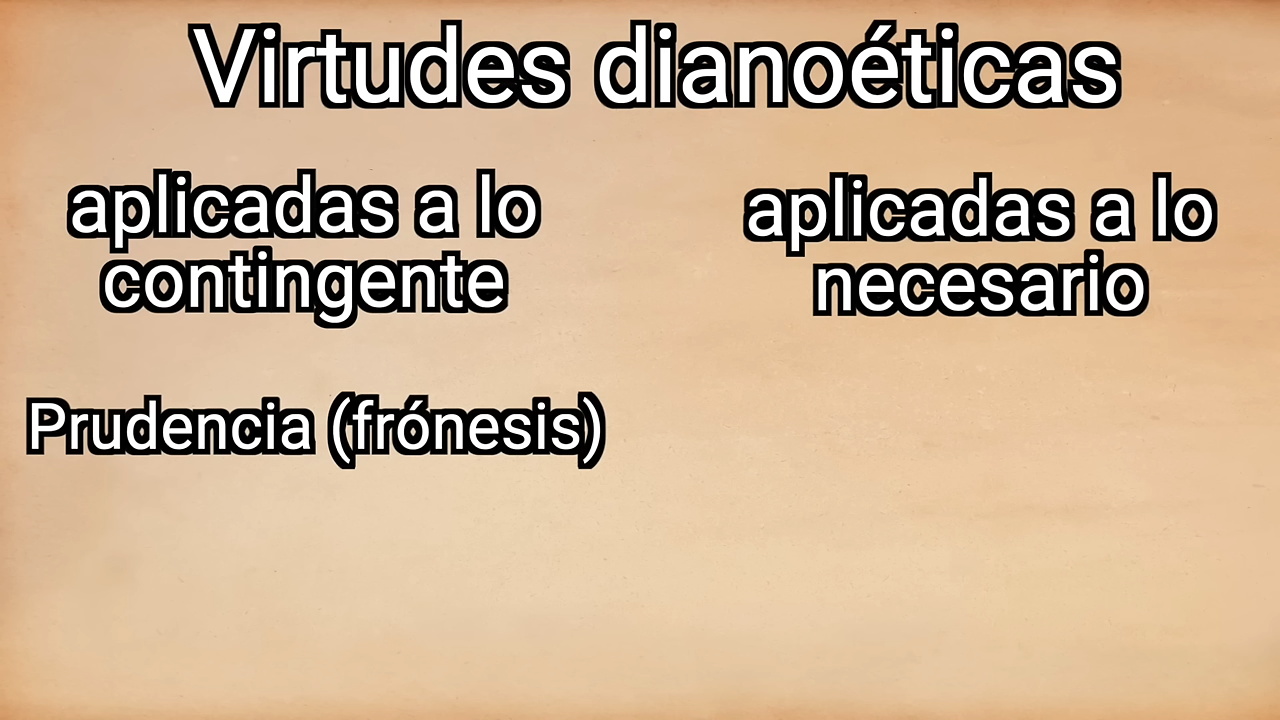 Virtudes dianoéticas
aplicadas a lo
contingente
aplicadas a lo
necesario
Prudencia (frónesis)